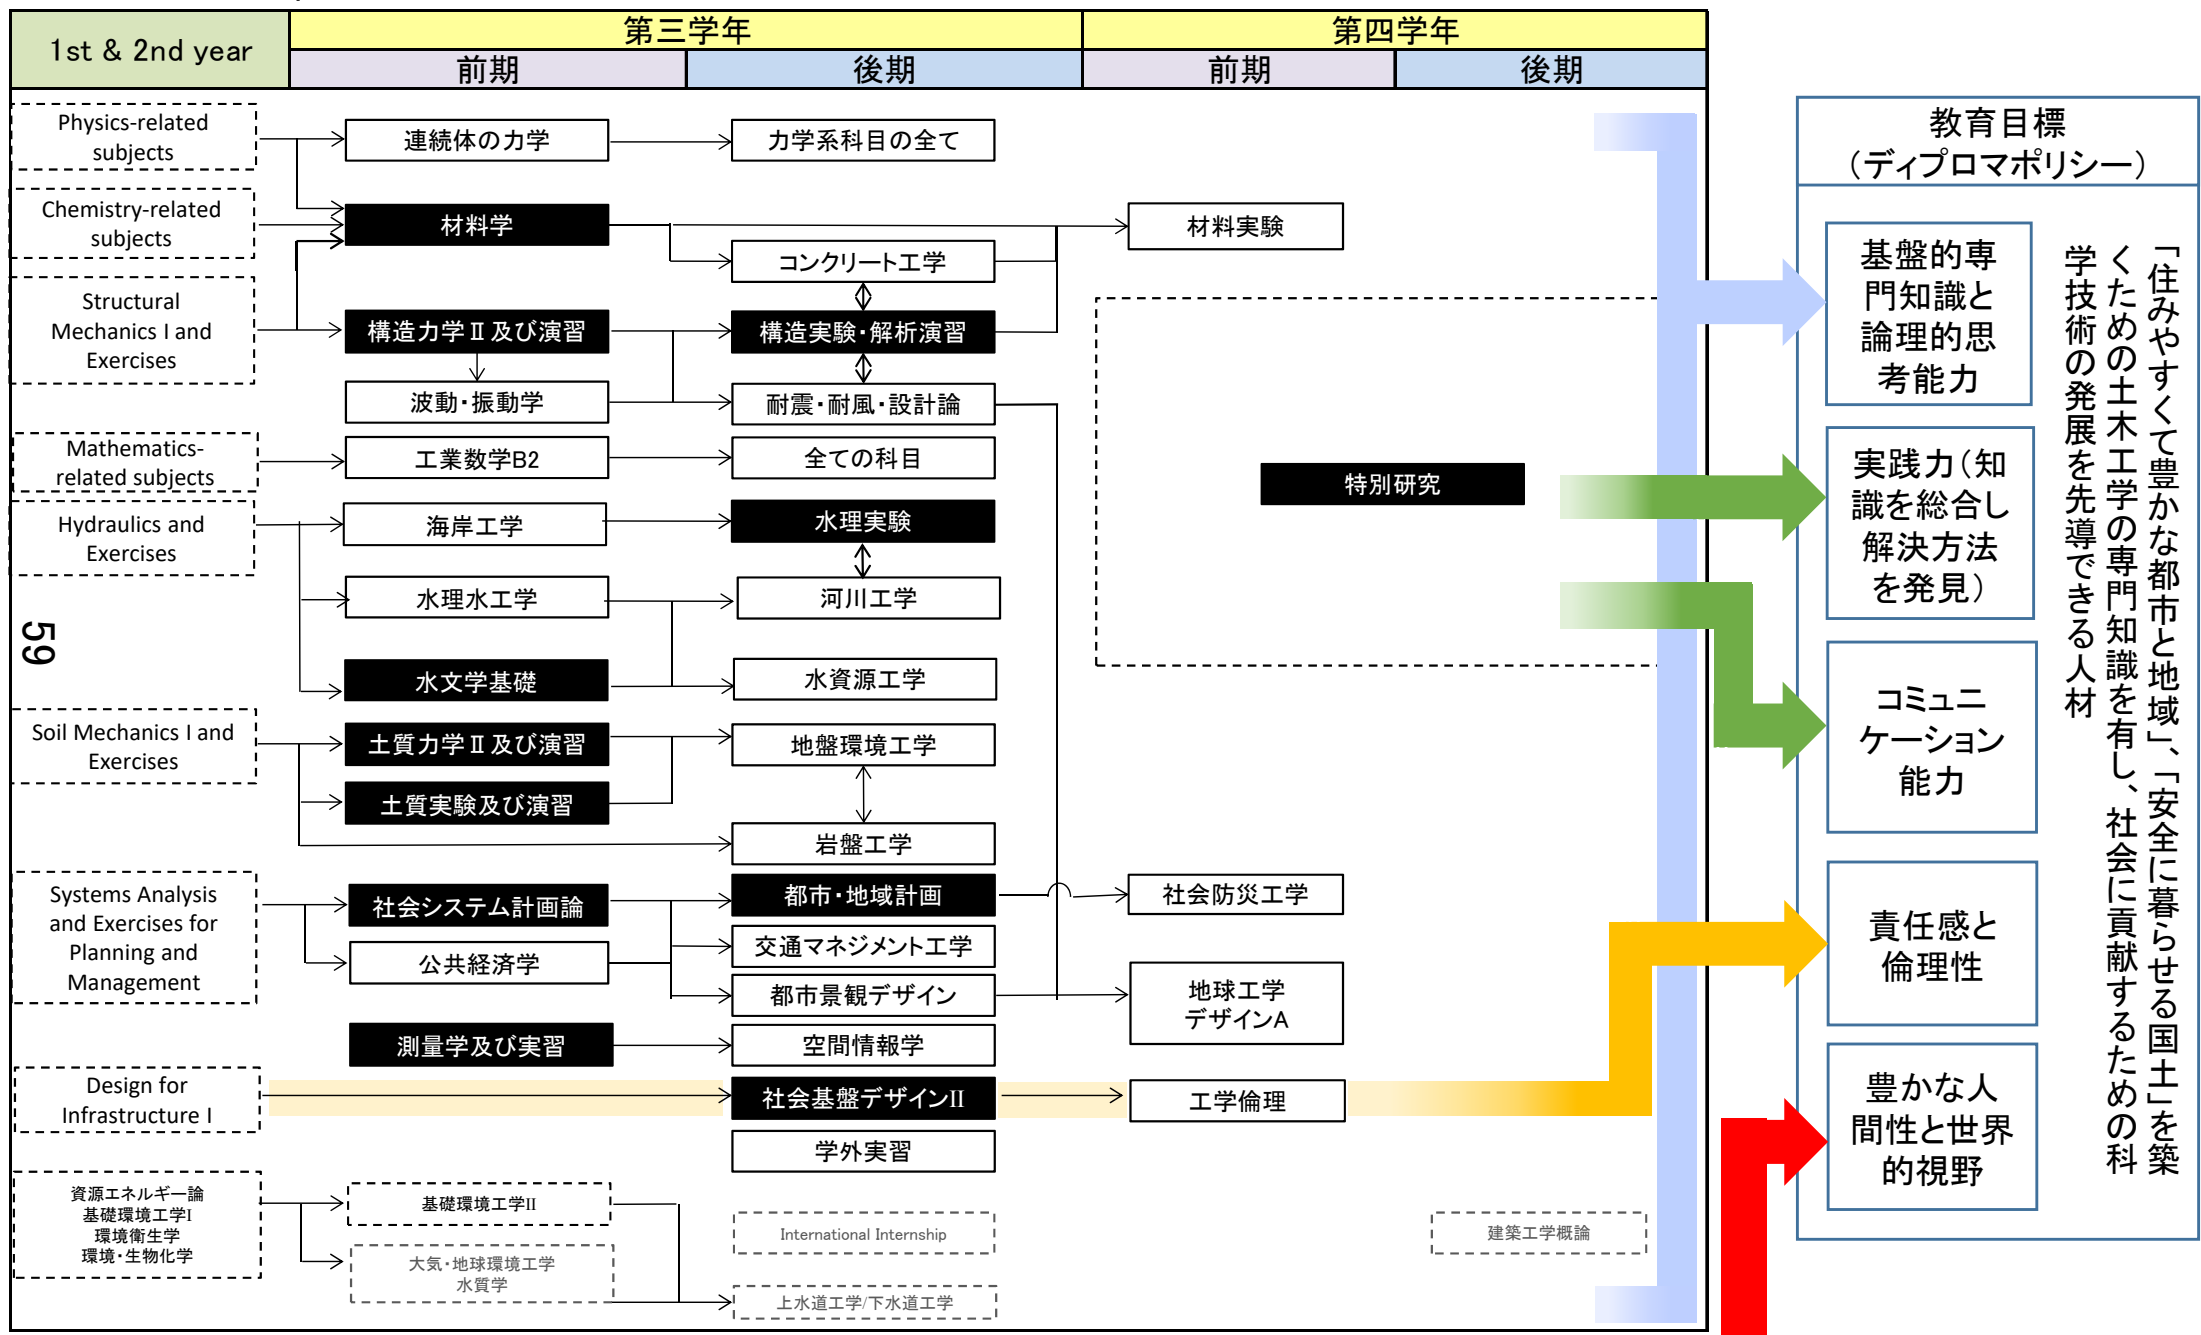 1st & 2nd year
第三学年
第四学年
前期
後期
前期
後期
Physics-related
subjects
連続体の力学
力学系科目の全て
Chemistry-related
subjects
材料学
材料実験
コンクリート工学
Structural
Mechanics I and
Exercises
構造力学Ⅱ及び演習
構造実験・解析演習
波動・振動学
耐震・耐風・設計論
Mathematics-
related subjects
工業数学B2
全ての科目
特別研究
Hydraulics and
Exercises
海岸工学
水理実験
水理水工学
河川工学
59
水文学基礎
水資源工学
Soil Mechanics I and
Exercises
土質力学Ⅱ及び演習
地盤環境工学
土質実験及び演習
岩盤工学
Systems Analysis
and Exercises for
Planning and
Management
社会システム計画論
都市・地域計画
社会防災工学
公共経済学
交通マネジメント工学
都市景観デザイン
地球工学
デザインA
測量学及び実習
空間情報学
Design for
Infrastructure I
社会基盤デザインII
工学倫理
学外実習
資源エネルギー論
基礎環境工学I
環境衛生学
環境・生物化学
基礎環境工学II
大気・地球環境工学
水質学
International Internship
建築工学概論
上水道工学/下水道工学
教育目標
（ディプロマポリシー）
基盤的専
門知識と
論理的思
考能力
実践力（知
識を総合し
解決方法
を発見）
コミュニ
ケーション
能力
責任感と
倫理性
豊かな人
間性と世界
的視野
「住みやすくて豊かな都市と地域」、「安全に暮らせる国土」を築
くための土木工学の専門知識を有し、社会に貢献するための科
学技術の発展を先導できる人材